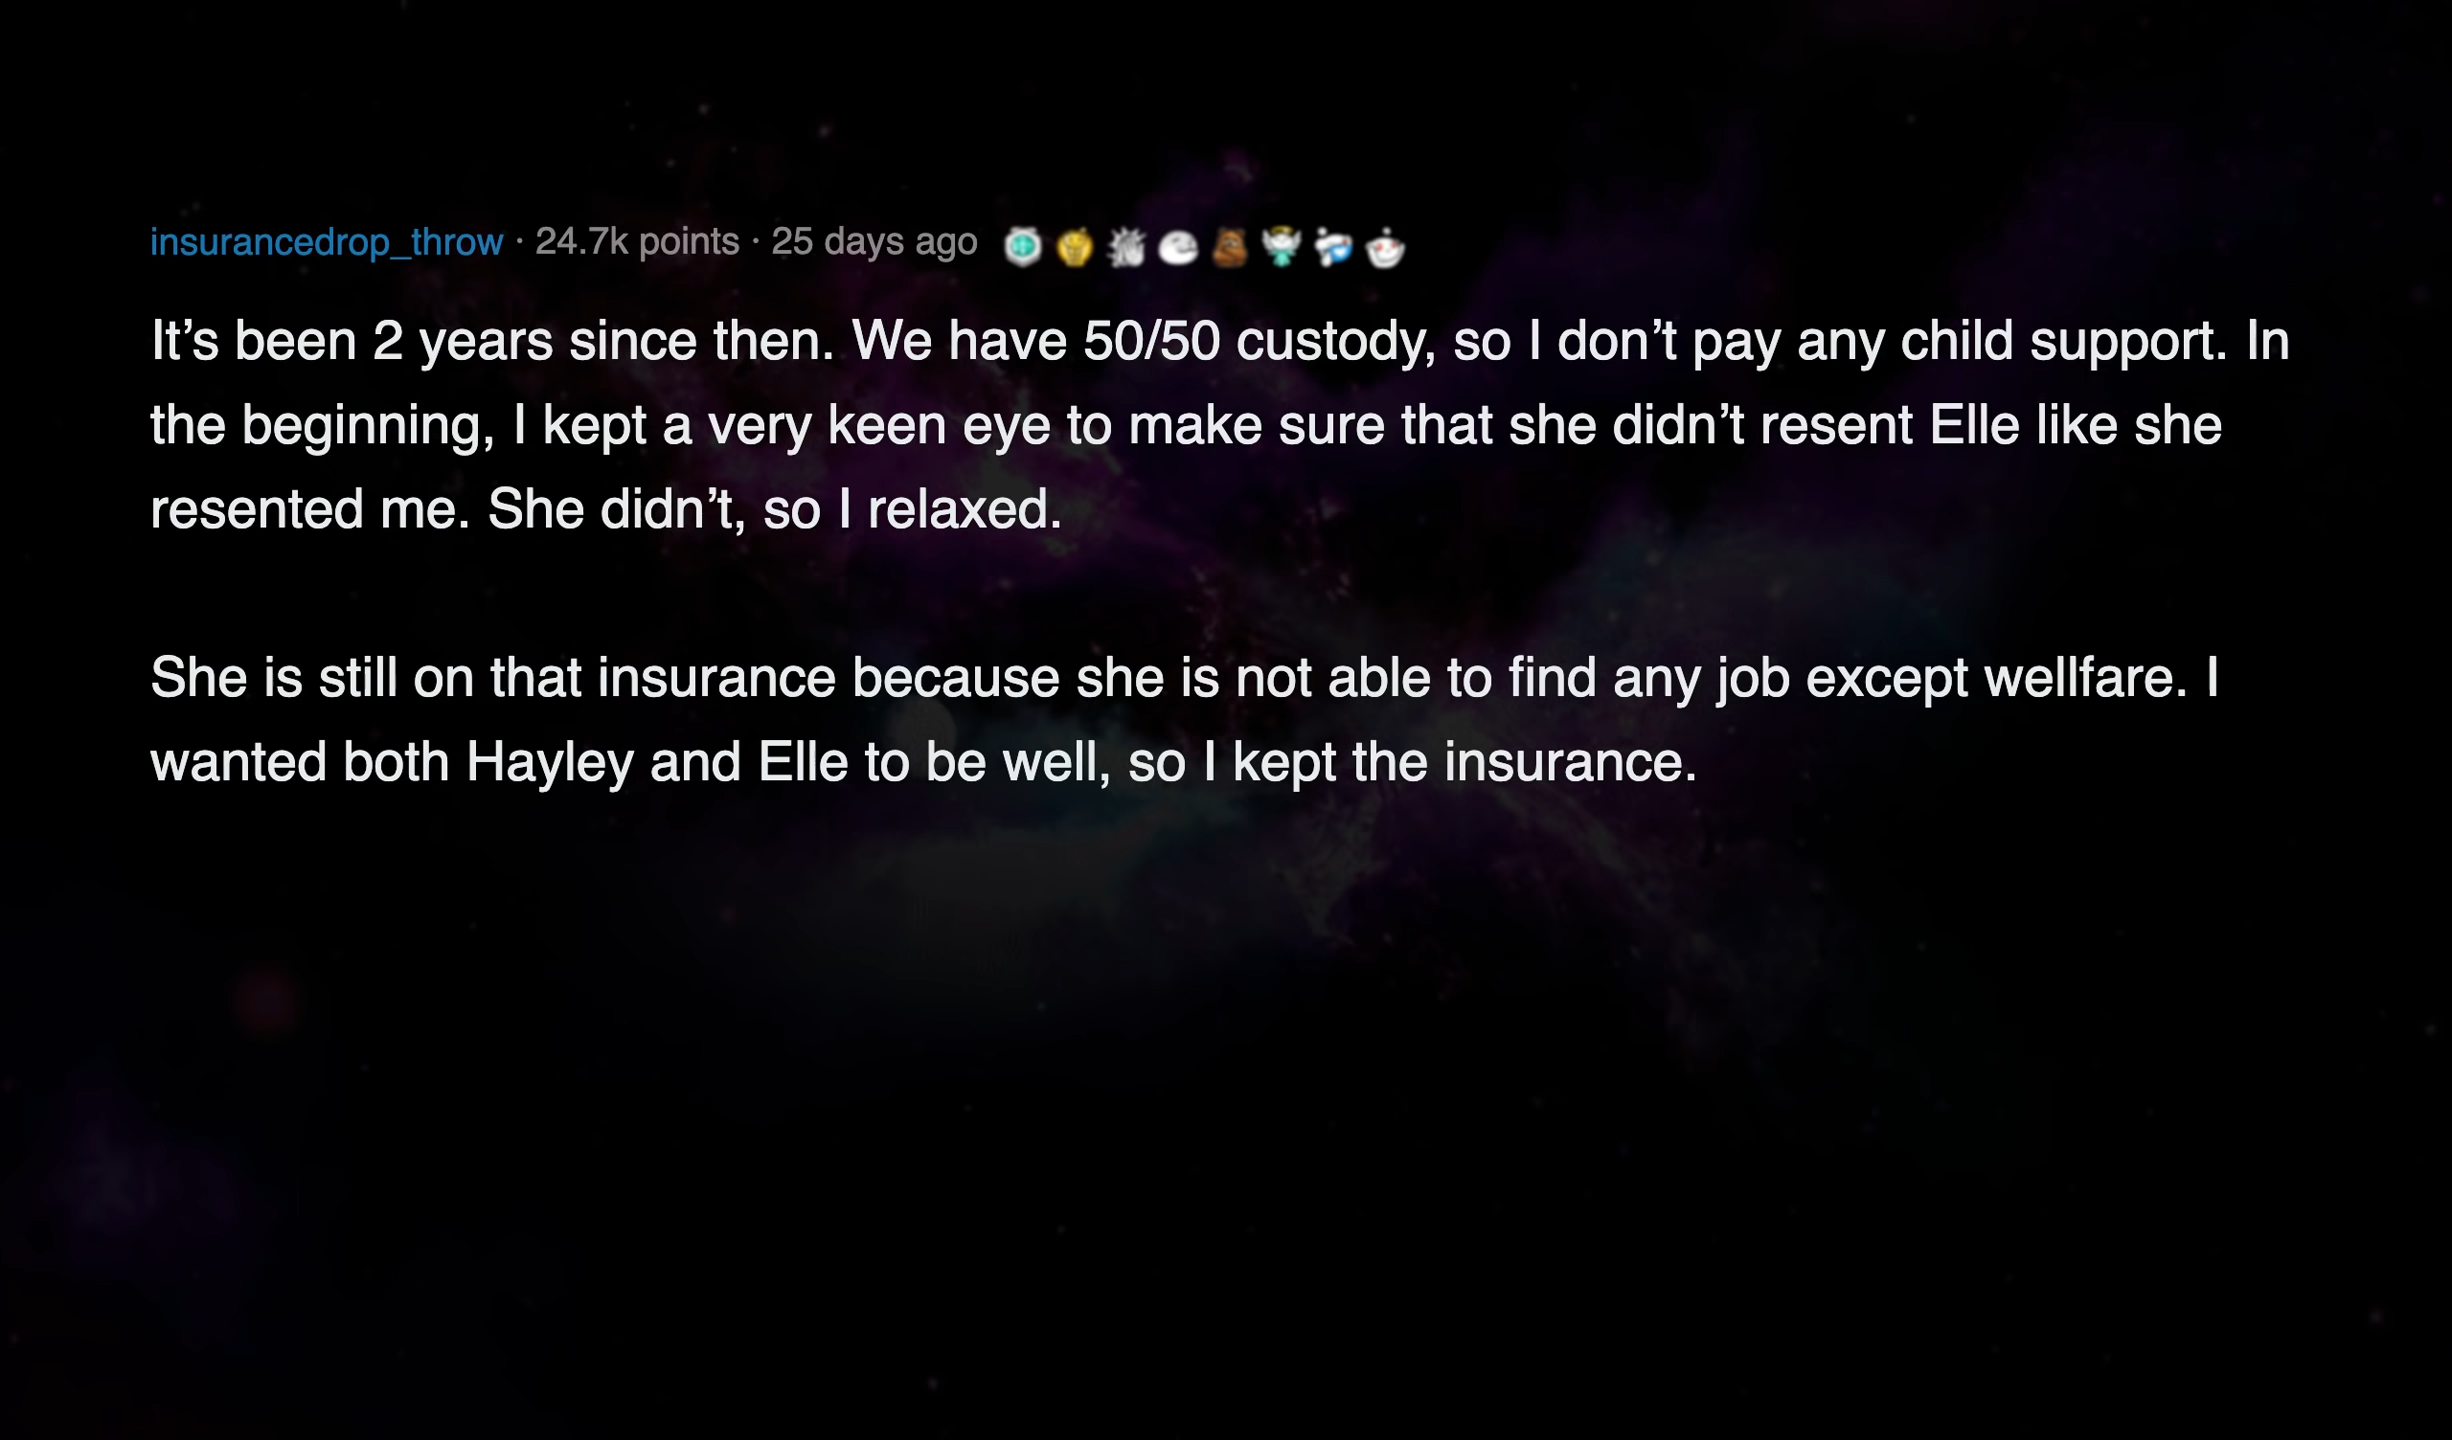 insurancedrop_throw · 24.7k points · 25 days ago
It’s been 2 years since then. We have 50/50 custody, so I don’t pay any child support. In
the beginning, I kept a very keen eye to make sure that she didn’t resent Elle like she
resented me. She didn’t, so I relaxed.
She is still on that insurance because she is not able to find any job except wellfare. I
wanted both Hayley and Elle to be well, so I kept the insurance.